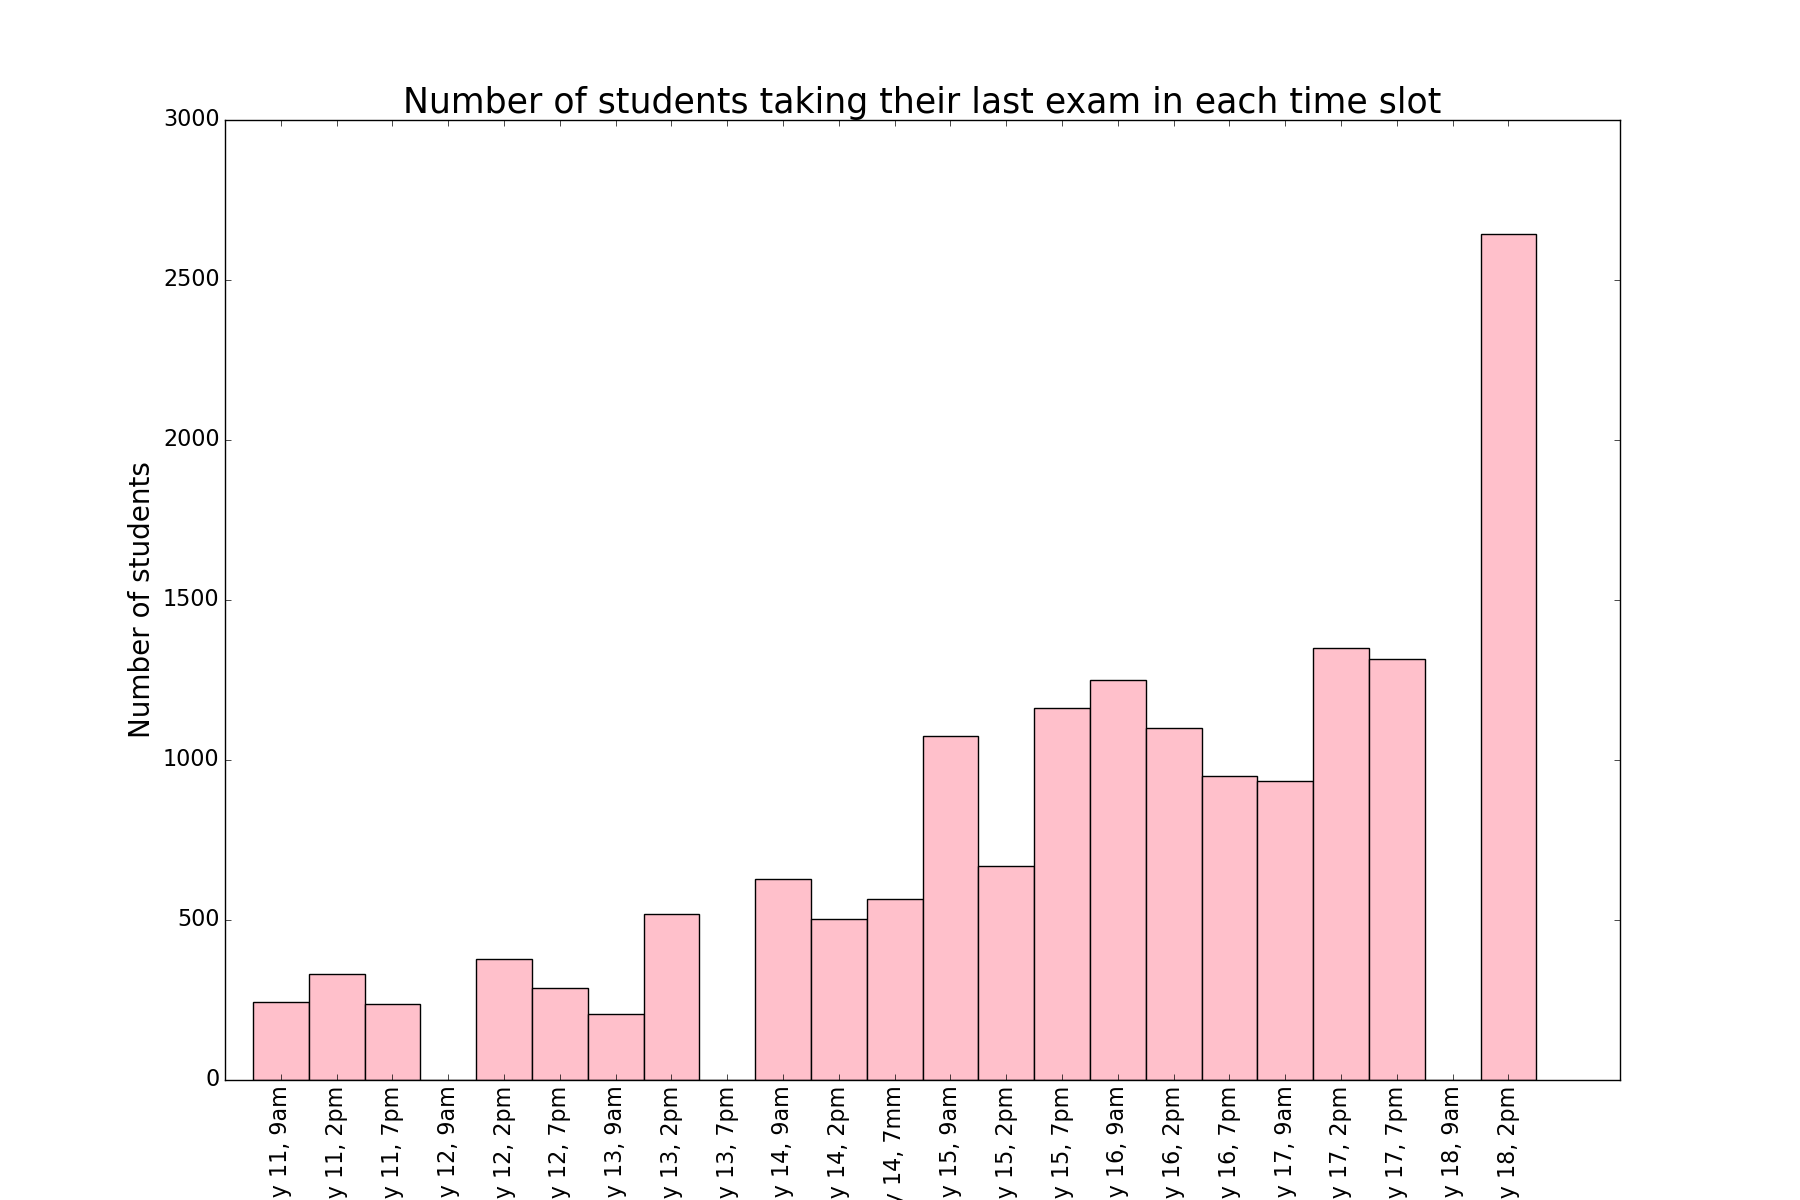 Number of students taking their last exam in each time slot
Number of students
3000
2500
2000
1500
1000
500
0
y 11, 9am
y 11, 2pm
y 11, 7pm
y 12, 9am
y 12, 2pm
y 12, 7pm
y 13, 9am
y 13, 2pm
y 13, 7pm
y 14, 9am
y 14, 2pm
y 14, 7mm
y 15, 9am
y 15, 2pm
y 15, 7pm
y 16, 9am
y 16, 2pm
y 16, 7pm
y 17, 9am
y 17, 2pm
y 17, 7pm
y 18, 9am
y 18, 2pm